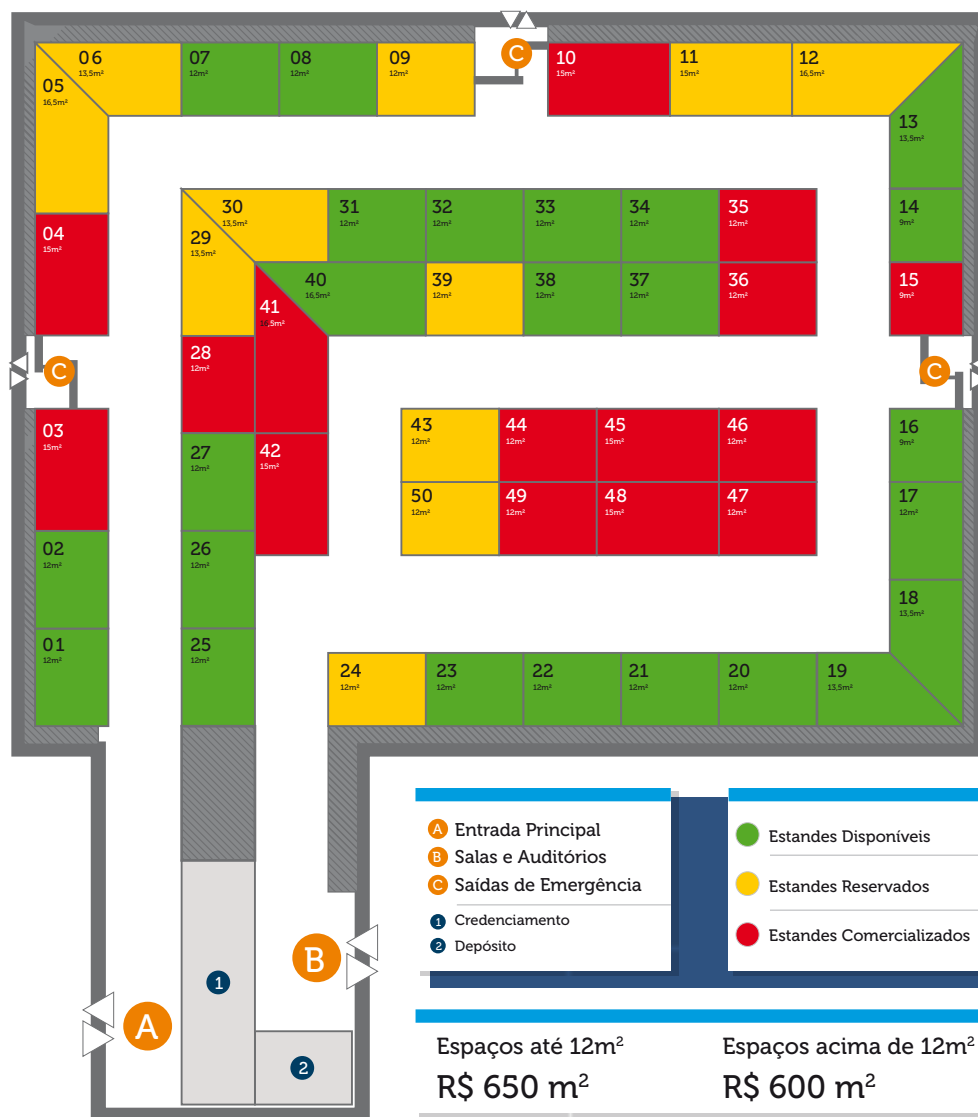 06
13,5m²
07
12m²
08
12m²
09
12m²
C
10
15m²
11
15m²
12
16,5m²
05
16,5m²
13
13,5m²
04
15m²
30
13,5m²
29
13,5m²
31
12m²
32
12m²
33
12m²
34
12m²
35
12m²
14
9m²
40
16,5m²
39
12m²
38
12m²
37
12m²
36
12m²
15
9m²
41
16,5m²
28
12m²
C
C
03
15m²
27
12m²
42
15m²
43
12m²
44
12m²
45
15m²
46
12m²
16
9m²
50
12m²
49
12m²
48
15m²
47
12m²
17
12m²
02
12m²
26
12m²
18
13,5m²
01
12m²
25
12m²
24
12m²
23
12m²
22
12m²
21
12m²
20
12m²
19
13,5m²
A Entrada Principal
B Salas e Auditórios
C Saídas de Emergência
1 Credenciamento
2 Depósito
Estandes Disponíveis
Estandes Reservados
Estandes Comercializados
B
1
A
2
Espaços até 12m²
R$ 650 m²
Espaços acima de 12m²
R$ 600 m²